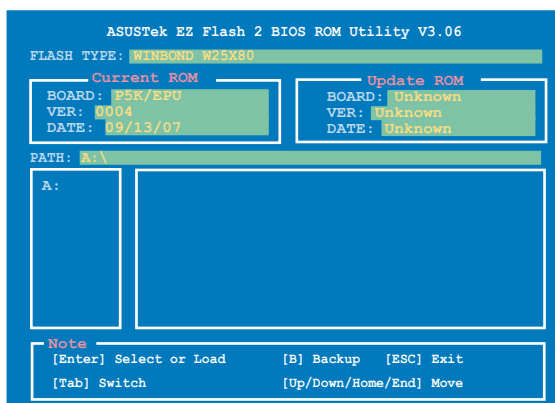 ASUSTek EZ Flash 2 BIOS ROM Utility V3.06
FLASH TYPE: WINBOND W25X80
Current ROM
BOARD: P5K/EPU
VER: 0004
DATE: 09/13/07
Update ROM
BOARD: Unknown
VER: Unknown
DATE: Unknown
PATH: A:\
A:
Note
[Enter] Select or Load [B] Backup [ESC] Exit
[Tab] Switch [Up/Down/Home/End] Move